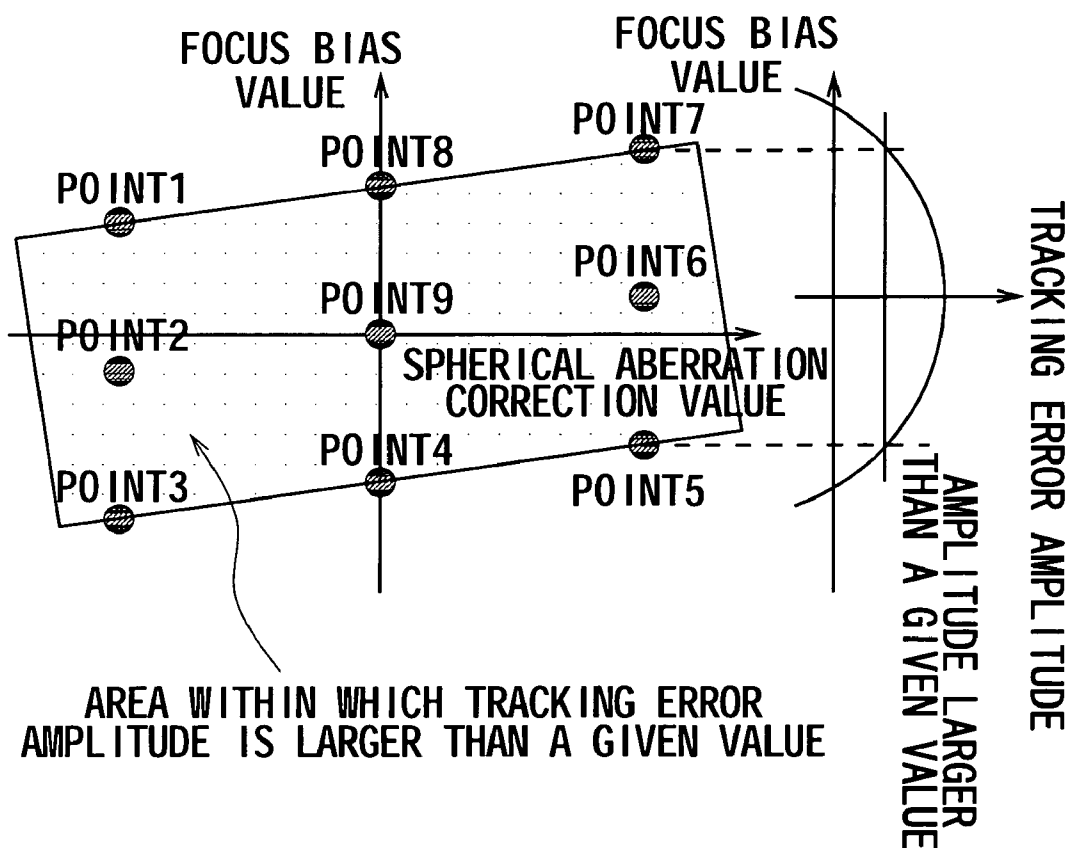 FOCUS BIAS
VALUE
FOCUS BIAS
VALUE
POINT7
POINT8
POINT1
POINT6
POINT9
POINT2
SPHERICAL ABERRATION
CORRECTION VALUE
POINT4
POINT3
POINT5
TRACKING ERROR AMPLITUDE
AMPLITUDE LARGER
THAN A GIVEN VALUE
AREA WITHIN WHICH TRACKING ERROR
AMPLITUDE IS LARGER THAN A GIVEN VALUE